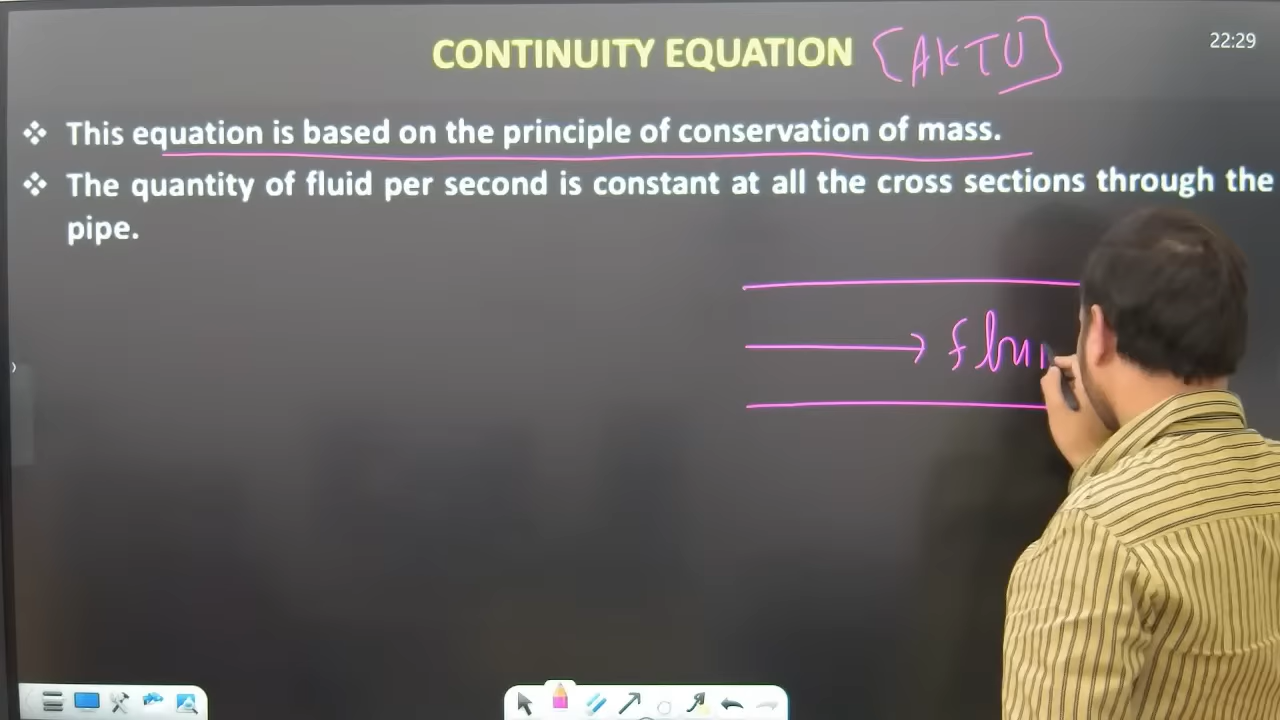 CONTINUITY EQUATION [AKTU]
22:29
❖ This equation is based on the principle of conservation of mass.
❖ The quantity of fluid per second is constant at all the cross sections through the
pipe.